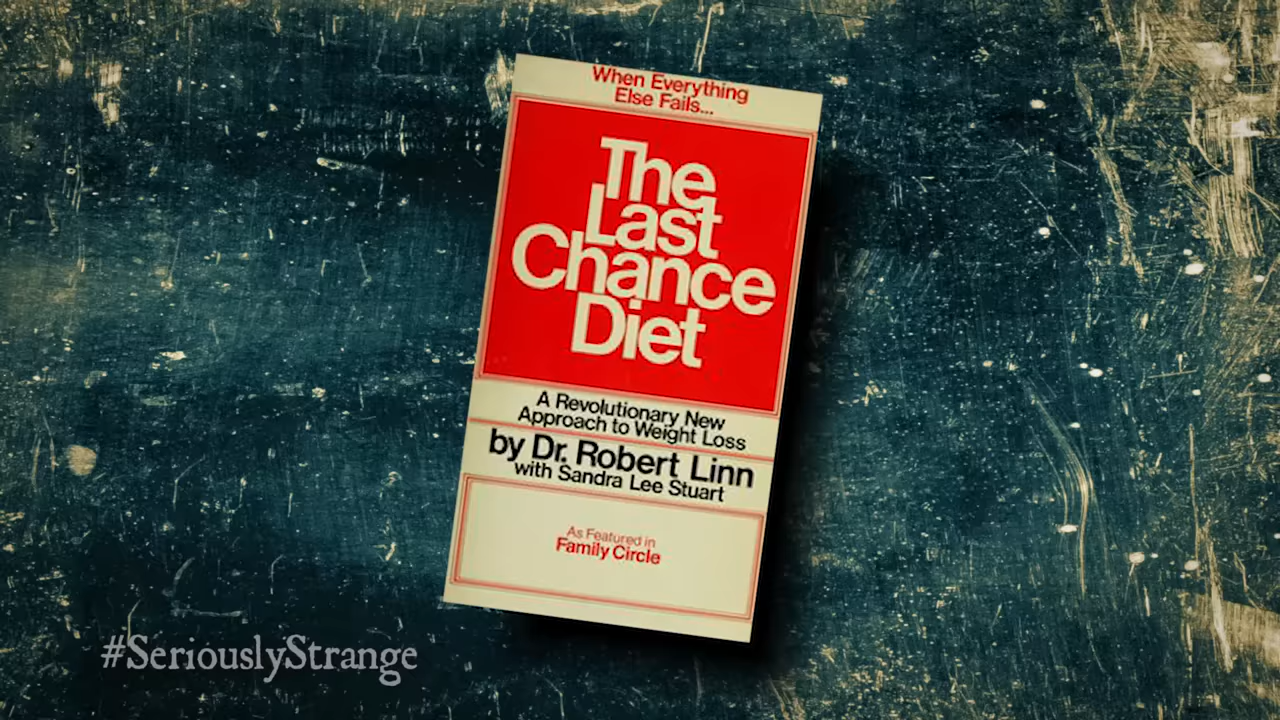 When Everything
Else Fails...
The
Last
Chance
Diet
A Revolutionary New
Approach to Weight Loss
by Dr. Robert Linn
with Sandra Lee Stuart
As Featured in
Family Circle
#SeriouslyStrange